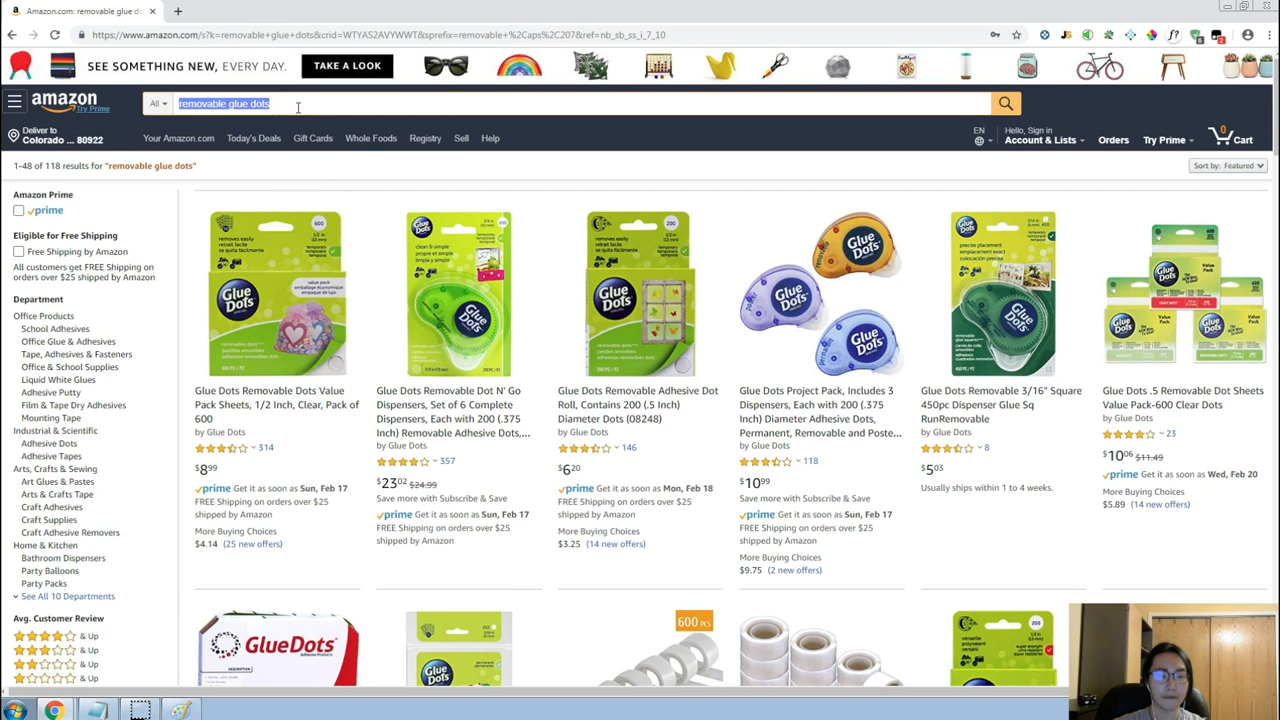 Amazon.com: removable glue do
https://www.amazon.com/s?k=removable+glue+dots&crid=WTYAS2AVYWWT&sprefix=removable+%2Caps%2C207&ref=nb_sb_ss_i_7_10
SEE SOMETHING NEW, EVERY DAY.
TAKE A LOOK
amazon
Try Prime
All
removable glue dots
Deliver to
Colorado ... 80922
Your Amazon.com
Today's Deals
Gift Cards
Whole Foods
Registry
Sell
Help
EN
Hello, Sign in
Account & Lists
Orders
Try Prime
0
Cart
1-48 of 118 results for "removable glue dots"
Sort by: Featured
Amazon Prime
prime
Eligible for Free Shipping
Free Shipping by Amazon
All customers get FREE Shipping on
orders over $25 shipped by Amazon
Department
Office Products
School Adhesives
Office Glue & Adhesives
Tape, Adhesives & Fasteners
Office & School Supplies
Liquid White Glues
Adhesive Putty
Film & Tape Dry Adhesives
Mounting Tape
Industrial & Scientific
Adhesive Dots
Adhesive Tapes
Arts, Crafts & Sewing
Art Glues & Pastes
Arts & Crafts Tape
Craft Adhesives
Craft Supplies
Craft Adhesive Removers
Home & Kitchen
Bathroom Dispensers
Party Balloons
Party Packs
See All 10 Departments
Avg. Customer Review
& Up
& Up
& Up
& Up
Glue Dots Removable Dots Value
Pack Sheets, 1/2 Inch, Clear, Pack of
600
by Glue Dots
314
$8 99
prime Get it as soon as Sun, Feb 17
FREE Shipping on orders over $25
shipped by Amazon
More Buying Choices
$4.14 (25 new offers)
Glue Dots Removable Dot N' Go
Dispensers, Set of 6 Complete
Dispensers, Each with 200 (.375
Inch) Removable Adhesive Dots,...
by Glue Dots
357
$23 02 $24.99
Save more with Subscribe & Save
prime Get it as soon as Sun, Feb 17
FREE Shipping on orders over $25
shipped by Amazon
Glue Dots Removable Adhesive Dot
Roll, Contains 200 (.5 Inch)
Diameter Dots (08248)
by Glue Dots
146
$6 20
prime Get it as soon as Mon, Feb 18
FREE Shipping on orders over $25
shipped by Amazon
More Buying Choices
$3.25 (14 new offers)
Glue Dots Project Pack, Includes 3
Dispensers, Each with 200 (.375
Inch) Diameter Adhesive Dots,
Permanent, Removable and Poste...
by Glue Dots
118
$10 99
Save more with Subscribe & Save
prime Get it as soon as Sun, Feb 17
FREE Shipping on orders over $25
shipped by Amazon
More Buying Choices
$9.75 (2 new offers)
Glue Dots Removable 3/16" Square
450pc Dispenser Glue Sq
RunRemovable
by Glue Dots
8
$5 03
Usually ships within 1 to 4 weeks.
Glue Dots .5 Removable Dot Sheets
Value Pack-600 Clear Dots
by Glue Dots
23
$10 06 $11.49
prime Get it as soon as Wed, Feb 20
More Buying Choices
$5.89 (14 new offers)
GlueDots
600 PCS